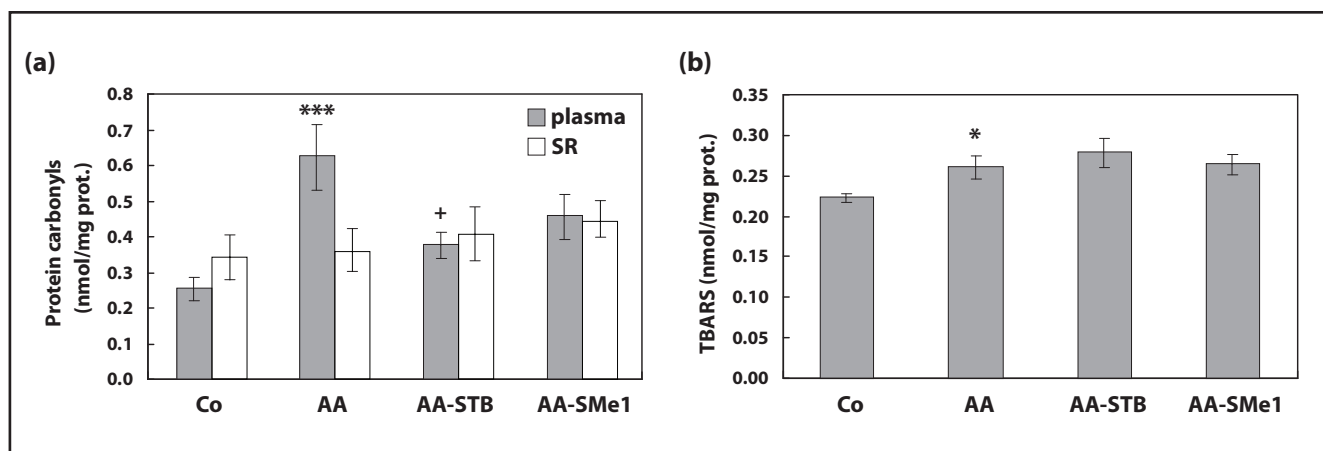 (a)
Protein carbonyls
(nmol/mg prot.)
0.8
0.7
0.6
0.5
0.4
0.3
0.2
0.1
0.0
***
+
plasma
SR
Co AA AA-STB AA-SMe1
(b)
TBARS (nmol/mg prot.)
0.35
0.30
0.25
0.20
0.15
0.10
0.05
0.00
*
Co AA AA-STB AA-SMe1